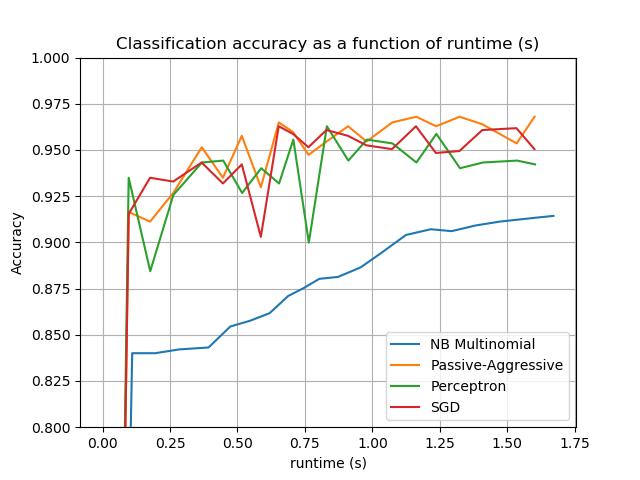 Classification accuracy as a function of runtime (s)
1.000
0.975
0.950
0.925
0.900
0.875
0.850
0.825
0.800
Accuracy
NB Multinomial
Passive-Aggressive
Perceptron
SGD
0.00 0.25 0.50 0.75 1.00 1.25 1.50 1.75
runtime (s)